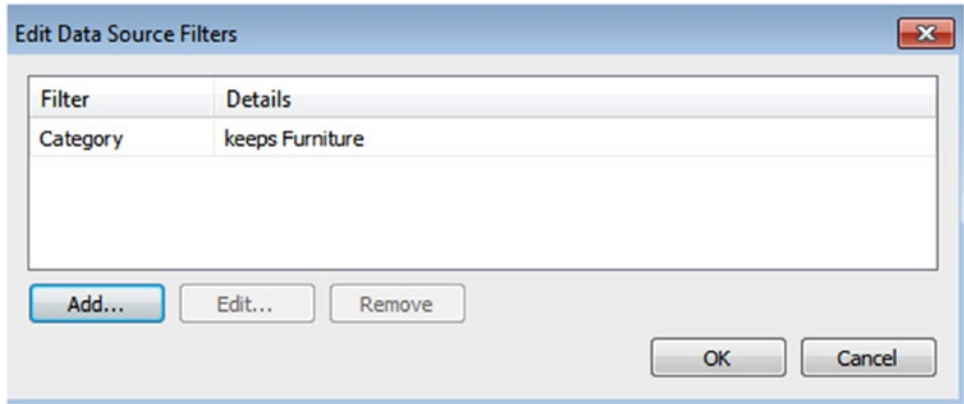 Edit Data Source Filters
Filter Details
Category keeps Furniture
Add... Edit... Remove
OK Cancel